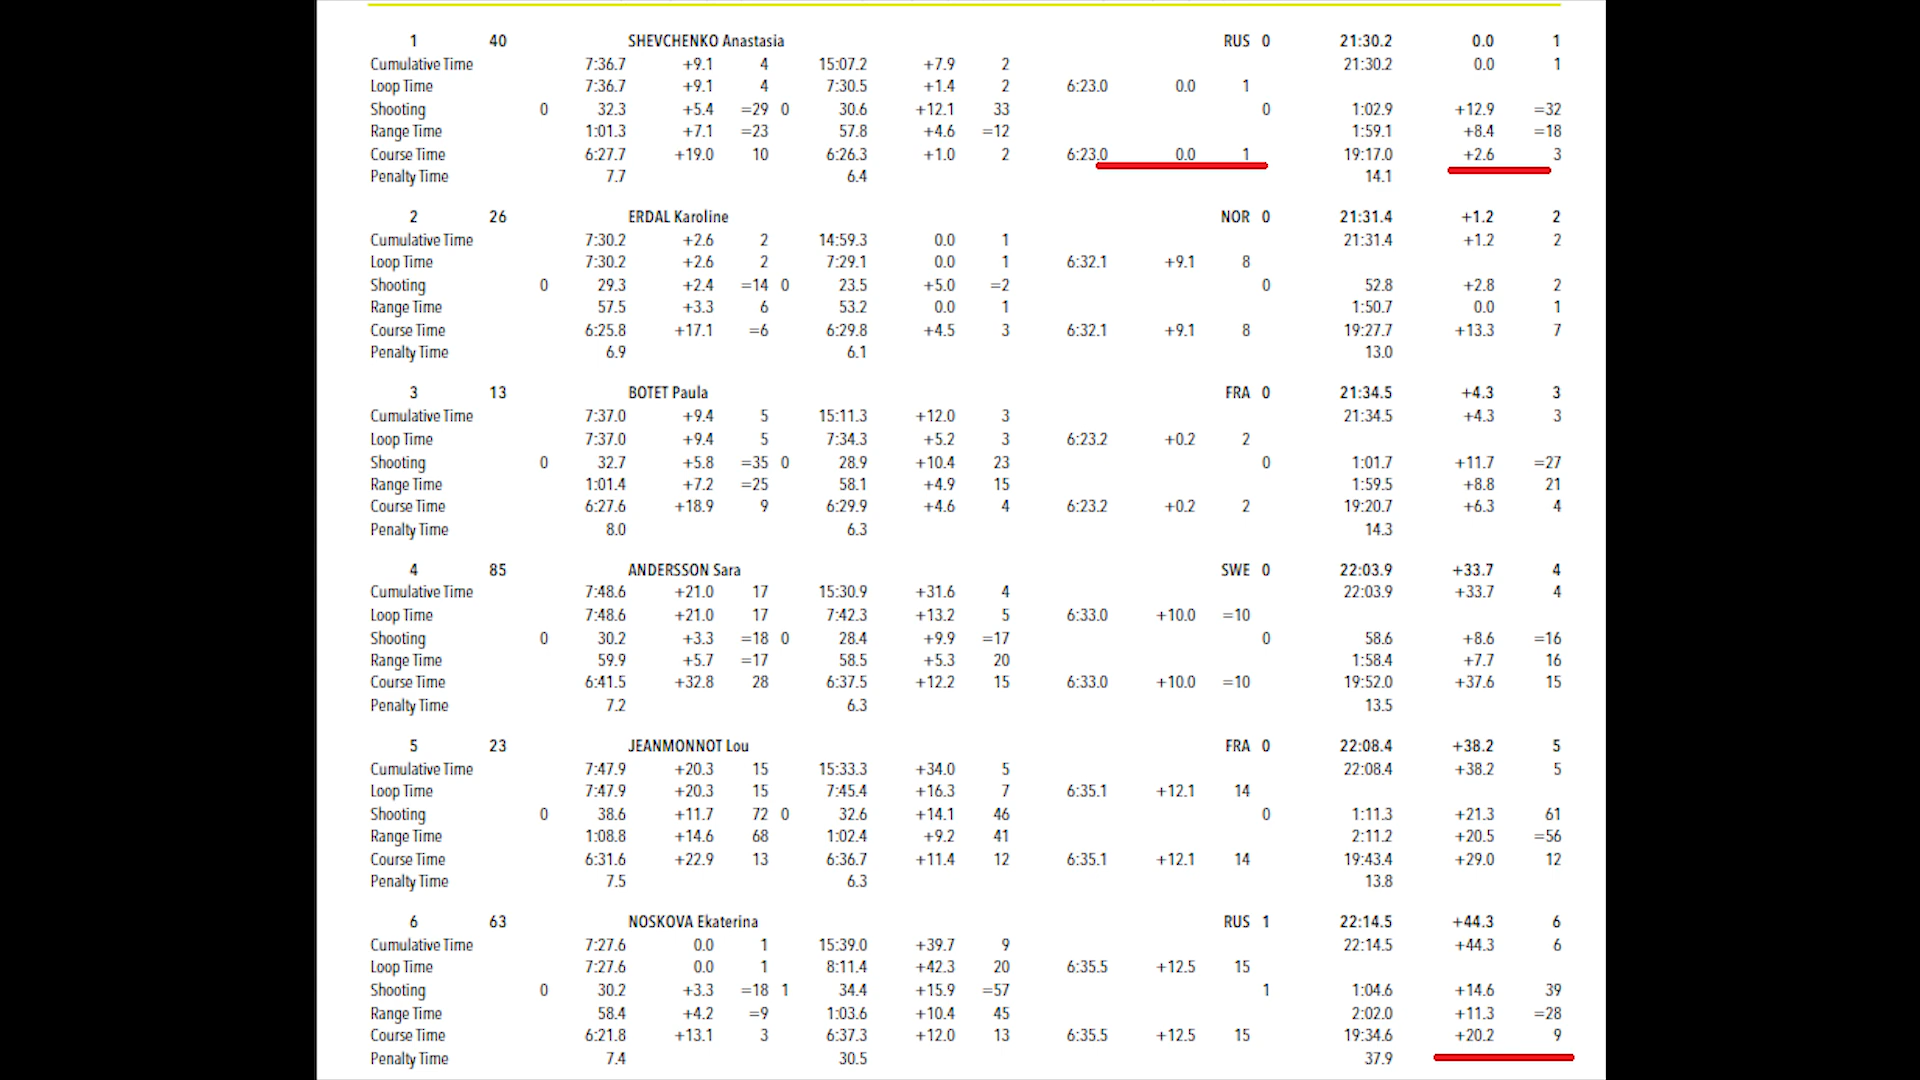 1 40 SHEVCHENKO Anastasia RUS 0 21:30.2 0.0 1
Cumulative Time 7:36.7 +9.1 4 15:07.2 +7.9 2 21:30.2 0.0 1
Loop Time 7:36.7 +9.1 4 7:30.5 +1.4 2 6:23.0 0.0 1
Shooting 0 32.3 +5.4 =29 0 30.6 +12.1 33 0 1:02.9 +12.9 =32
Range Time 1:01.3 +7.1 =23 57.8 +4.6 =12 1:59.1 +8.4 =18
Course Time 6:27.7 +19.0 10 6:26.3 +1.0 2 6:23.0 0.0 1 19:17.0 +2.6 3
Penalty Time 7.7 6.4 14.1
2 26 ERDAL Karoline NOR 0 21:31.4 +1.2 2
Cumulative Time 7:30.2 +2.6 2 14:59.3 0.0 1 21:31.4 +1.2 2
Loop Time 7:30.2 +2.6 2 7:29.1 0.0 1 6:32.1 +9.1 8
Shooting 0 29.3 +2.4 =14 0 23.5 +5.0 =2 0 52.8 +2.8 2
Range Time 57.5 +3.3 6 53.2 0.0 1 1:50.7 0.0 1
Course Time 6:25.8 +17.1 =6 6:29.8 +4.5 3 6:32.1 +9.1 8 19:27.7 +13.3 7
Penalty Time 6.9 6.1 13.0
3 13 BOTET Paula FRA 0 21:34.5 +4.3 3
Cumulative Time 7:37.0 +9.4 5 15:11.3 +12.0 3 21:34.5 +4.3 3
Loop Time 7:37.0 +9.4 5 7:34.3 +5.2 3 6:23.2 +0.2 2
Shooting 0 32.7 +5.8 =35 0 28.9 +10.4 23 0 1:01.7 +11.7 =27
Range Time 1:01.4 +7.2 =25 58.1 +4.9 15 1:59.5 +8.8 21
Course Time 6:27.6 +18.9 9 6:29.9 +4.6 4 6:23.2 +0.2 2 19:20.7 +6.3 4
Penalty Time 8.0 6.3 14.3
4 85 ANDERSSON Sara SWE 0 22:03.9 +33.7 4
Cumulative Time 7:48.6 +21.0 17 15:30.9 +31.6 4 22:03.9 +33.7 4
Loop Time 7:48.6 +21.0 17 7:42.3 +13.2 5 6:33.0 +10.0 =10
Shooting 0 30.2 +3.3 =18 0 28.4 +9.9 =17 0 58.6 +8.6 =16
Range Time 59.9 +5.7 =17 58.5 +5.3 20 1:58.4 +7.7 16
Course Time 6:41.5 +32.8 28 6:37.5 +12.2 15 6:33.0 +10.0 =10 19:52.0 +37.6 15
Penalty Time 7.2 6.3 13.5
5 23 JEANMONNOT Lou FRA 0 22:08.4 +38.2 5
Cumulative Time 7:47.9 +20.3 15 15:33.3 +34.0 5 22:08.4 +38.2 5
Loop Time 7:47.9 +20.3 15 7:45.4 +16.3 7 6:35.1 +12.1 14
Shooting 0 38.6 +11.7 72 0 32.6 +14.1 46 0 1:11.3 +21.3 61
Range Time 1:08.8 +14.6 68 1:02.4 +9.2 41 2:11.2 +20.5 =56
Course Time 6:31.6 +22.9 13 6:36.7 +11.4 12 6:35.1 +12.1 14 19:43.4 +29.0 12
Penalty Time 7.5 6.3 13.8
6 63 NOSKOVA Ekaterina RUS 1 22:14.5 +44.3 6
Cumulative Time 7:27.6 0.0 1 15:39.0 +39.7 9 22:14.5 +44.3 6
Loop Time 7:27.6 0.0 1 8:11.4 +42.3 20 6:35.5 +12.5 15
Shooting 0 30.2 +3.3 =18 1 34.4 +15.9 =57 1 1:04.6 +14.6 39
Range Time 58.4 +4.2 =9 1:03.6 +10.4 45 2:02.0 +11.3 =28
Course Time 6:21.8 +13.1 3 6:37.3 +12.0 13 6:35.5 +12.5 15 19:34.6 +20.2 9
Penalty Time 7.4 30.5 37.9